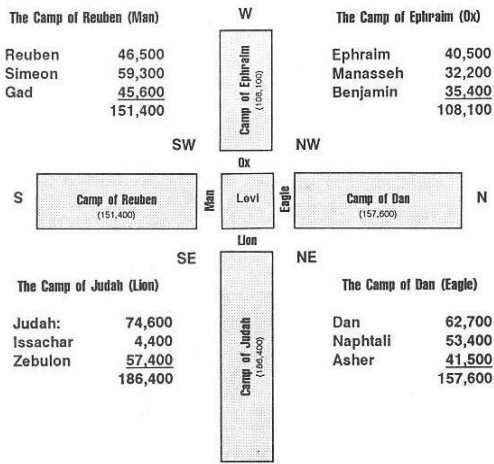 The Camp of Reuben (Man)
Reuben 46,500
Simeon 59,300
Gad 45,600
151,400
W
The Camp of Ephraim (Ox)
Ephraim 40,500
Manasseh 32,200
Benjamin 35,400
108,100
Camp of Ephraim
(108,100)
SW
NW
Ox
S
Camp of Reuben
(151,400)
Man
Levi
Eagle
Camp of Dan
(157,600)
N
Lion
SE
NE
The Camp of Judah (Lion)
Judah: 74,600
Issachar 4,400
Zebulon 57,400
186,400
Camp of Judah
(186,400)
The Camp of Dan (Eagle)
Dan 62,700
Naphtali 53,400
Asher 41,500
157,600